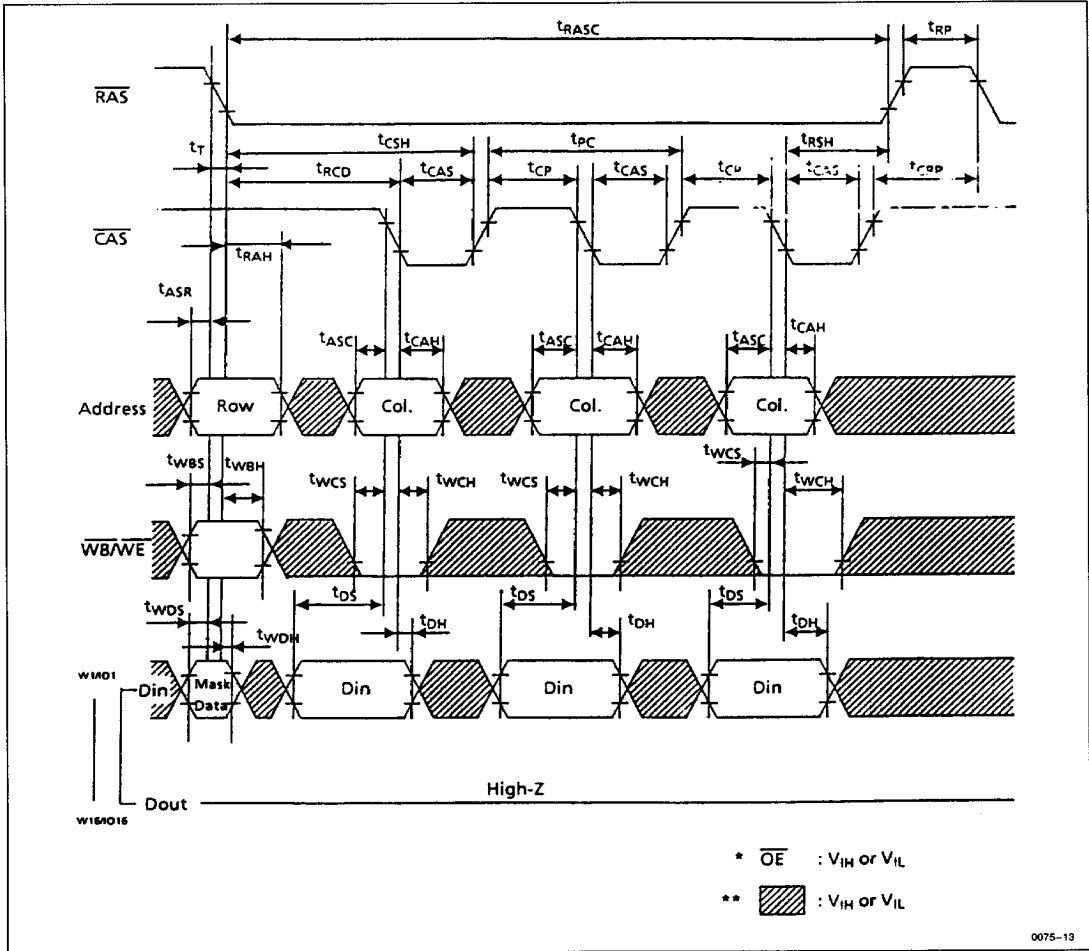 tRASC tRP
RAS
tT tCSH tPC tRSH
tRCD tCAS tCP tCAS tCP tCAS tCRP
CAS
tRAH
tASR
tASC tCAH tASC tCAH tASC tCAH
Address Row Col. Col. Col.
tWBS tWBH tWCS tWCH tWCS tWCH tWCS tWCH
WB/WE
tDS tDS tDS
tWDS tWDH tDH tDH tDH
W1/IO1
Din Mask Data Din Din Din
High-Z
Dout
W16/IO16
* OE : VIH or VIL
** : VIH or VIL
0075-13